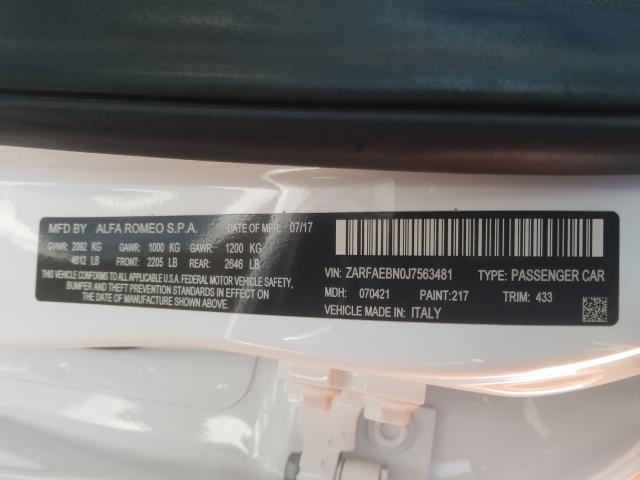 MFD BY ALFA ROMEO S.P.A. DATE OF MFR 07/17
GVWR: 2092 KG GAWR: 1000 KG GAWR: 1200 KG
4612 LB FRONT: 2205 LB REAR: 2646 LB
THIS VEHICLE CONFORMS TO ALL APPLICABLE
U.S.A. FEDERAL MOTOR VEHICLE SAFETY,
BUMPER AND THEFT PREVENTION STANDARDS IN EFFECT ON
THE DATE OF MANUFACTURE SHOWN ABOVE.
VIN: ZARFAEBN0J7563481 TYPE: PASSENGER CAR
MDH: 070421 PAINT:217 TRIM: 433
VEHICLE MADE IN: ITALY